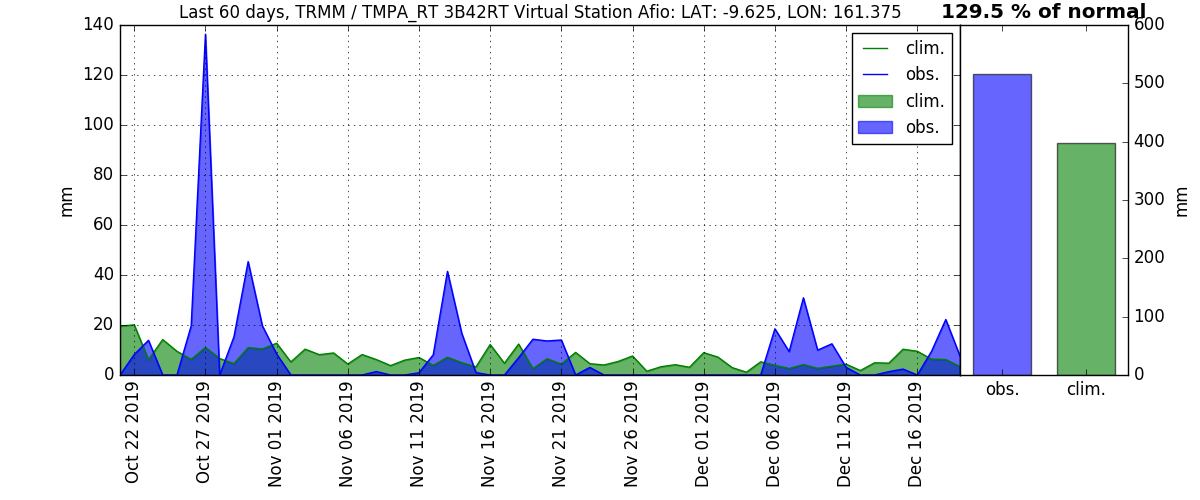 Last 60 days, TRMM / TMPA_RT 3B42RT Virtual Station Afio: LAT: -9.625, LON: 161.375
129.5 % of normal
140
120
100
80
60
40
20
0
mm
clim.
obs.
clim.
obs.
600
500
400
300
200
100
0
mm
Oct 22 2019
Oct 27 2019
Nov 01 2019
Nov 06 2019
Nov 11 2019
Nov 16 2019
Nov 21 2019
Nov 26 2019
Dec 01 2019
Dec 06 2019
Dec 11 2019
Dec 16 2019
obs.
clim.